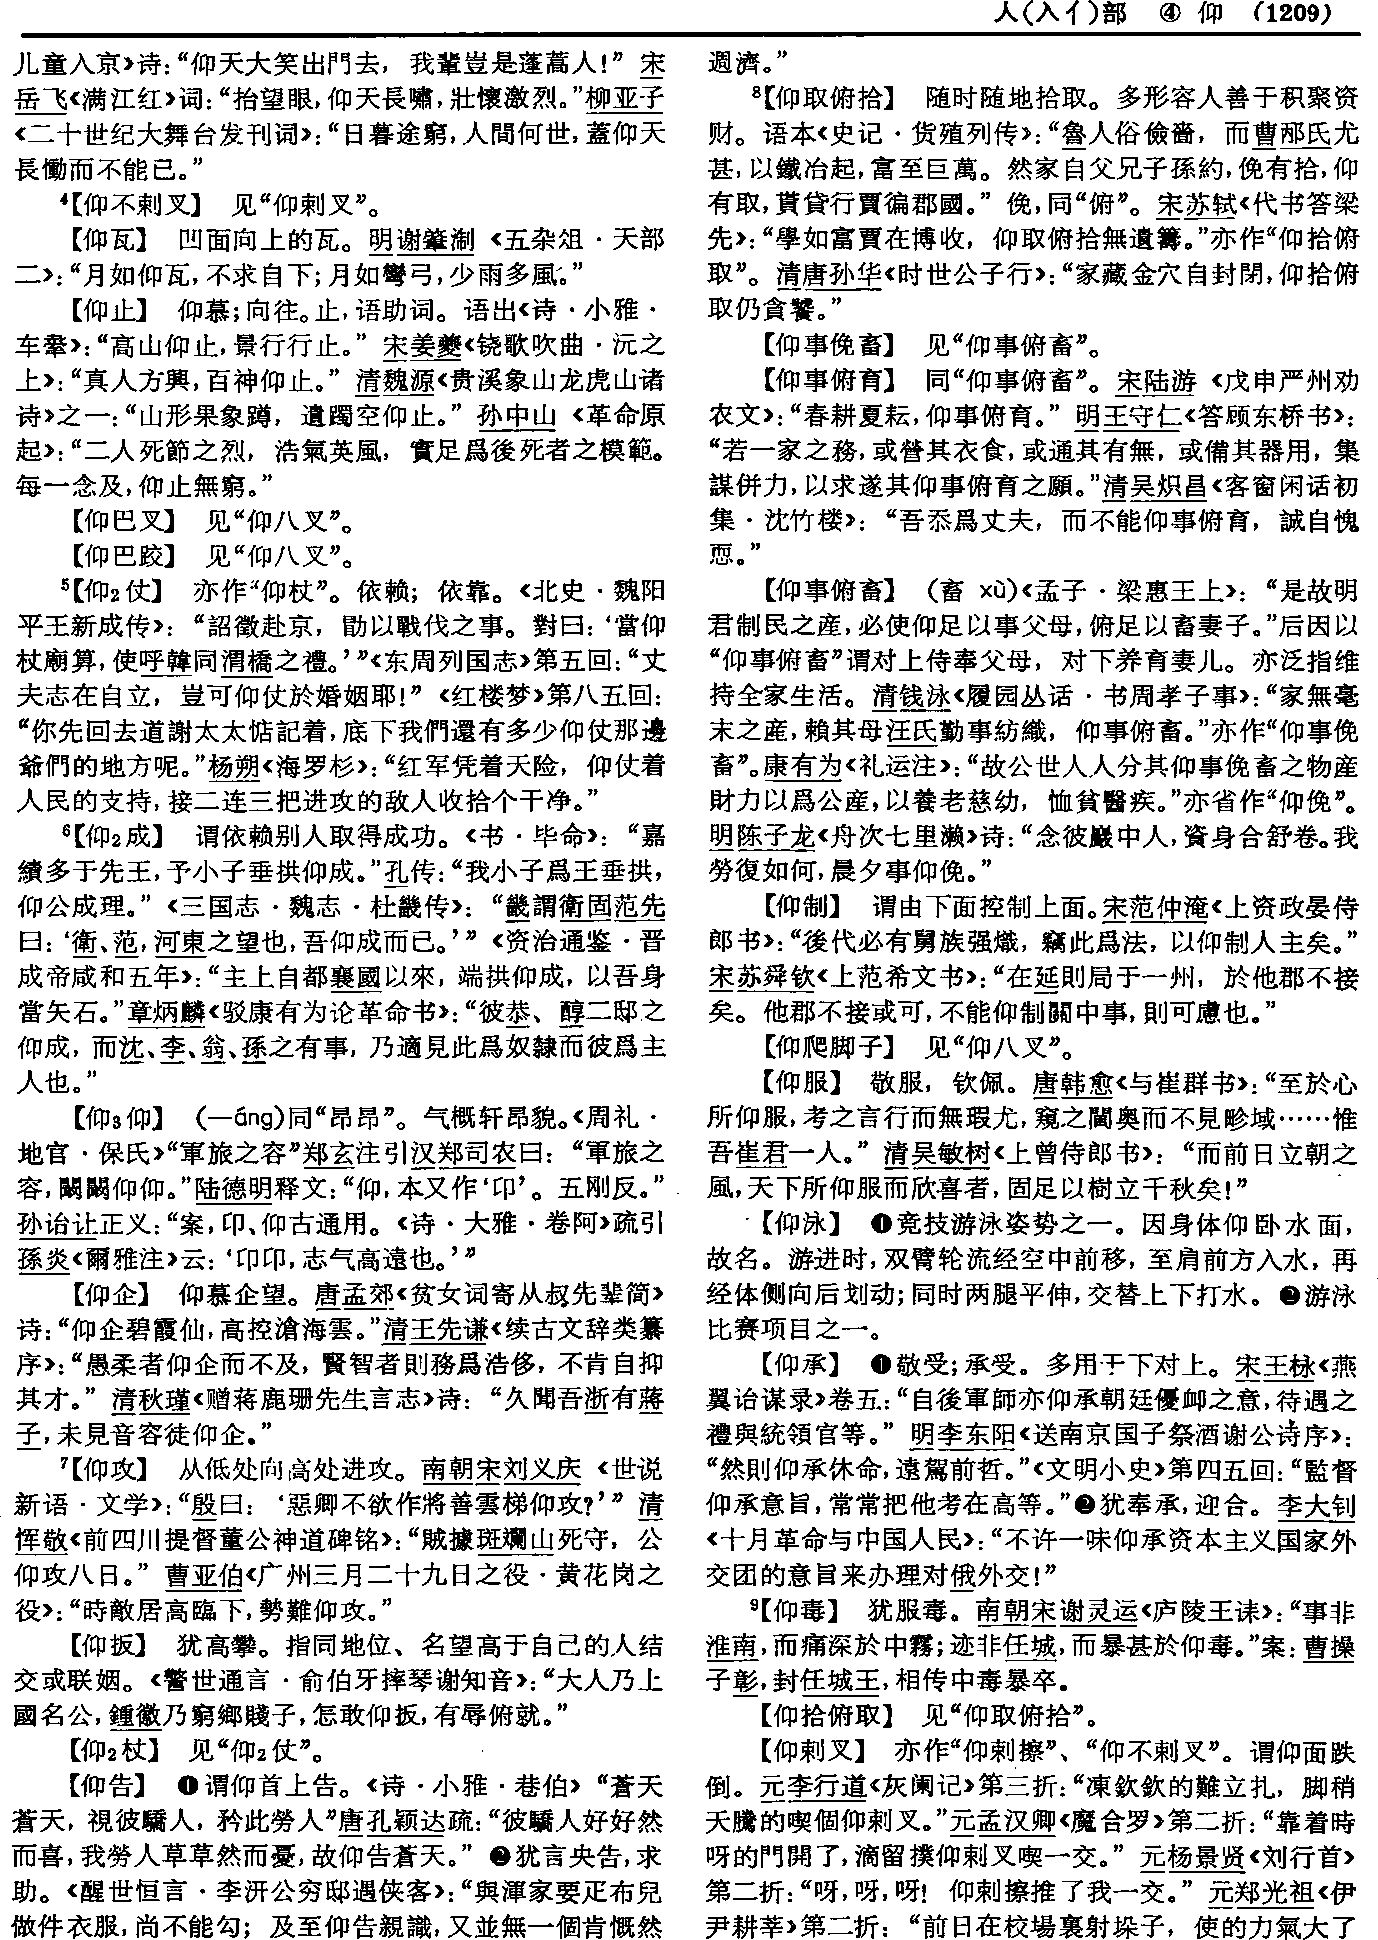 人(入亻)部　④ 仰　(1209)
儿童入京》诗：“仰天大笑出門去，我輩豈是蓬蒿人！”宋
岳飞《满江红》词：“抬望眼，仰天長嘯，壯懷激烈。”柳亚子
《二十世纪大舞台发刊词》：“日暮途窮，人間何世，蓋仰天
長慟而不能已。”
⁴【仰不剌叉】　见“仰剌叉”。
【仰瓦】　凹面向上的瓦。明谢肇淛《五杂俎·天部
二》：“月如仰瓦，不求自下；月如彎弓，少雨多風。”
【仰止】　仰慕；向往。止，语助词。语出《诗·小雅·
车舝》：“高山仰止，景行行止。”宋姜夔《铙歌吹曲·沅之
上》：“真人方興，百神仰止。”清魏源《贵溪象山龙虎山诸
诗》之一：“山形果象蹲，遺躅空仰止。”孙中山《革命原
起》：“二人死節之烈，浩氣英風，實足爲後死者之模範。
每一念及，仰止無窮。”
【仰巴叉】　见“仰八叉”。
【仰巴跤】　见“仰八叉”。
⁵【仰₂仗】　亦作“仰杖”。依赖；依靠。《北史·魏阳
平王新成传》：“詔徵赴京，勖以戰伐之事。對曰：‘當仰
杖廟算，使呼韓同渭橋之禮。’”《东周列国志》第五回：“丈
夫志在自立，豈可仰仗於婚姻耶！”《红楼梦》第八五回：
“你先回去道謝太太惦記着，底下我們還有多少仰仗那邊
爺們的地方呢。”杨朔《海罗杉》：“红军凭着天险，仰仗着
人民的支持，接二连三把进攻的敌人收拾个干净。”
⁶【仰₂成】　谓依赖别人取得成功。《书·毕命》：“嘉
績多于先王，予小子垂拱仰成。”孔传：“我小子爲王垂拱，
仰公成理。”《三国志·魏志·杜畿传》：“畿謂衛固范先
曰：‘衛、范，河東之望也，吾仰成而已。’”《资治通鉴·晋
成帝咸和五年》：“主上自都襄國以來，端拱仰成，以吾身
當矢石。”章炳麟《驳康有为论革命书》：“彼恭、醇二邸之
仰成，而沈、李、翁、孫之有事，乃適見此爲奴隸而彼爲主
人也。”
【仰₃仰】　(—áng)同“昂昂”。气概轩昂貌。《周礼·
地官·保氏》“軍旅之容”郑玄注引汉郑司农曰：“軍旅之
容，闞闞仰仰。”陆德明释文：“仰，本又作‘卬’。五刚反。”
孙诒让正义：“案，卬、仰古通用。《诗·大雅·卷阿》疏引
孫炎《爾雅注》云：‘卬卬，志气高遠也。’”
【仰企】　仰慕企望。唐孟郊《贫女词寄从叔先辈简》
诗：“仰企碧霞仙，高控滄海雲。”清王先谦《续古文辞类纂
序》：“愚柔者仰企而不及，賢智者則務爲浩侈，不肯自抑
其才。”清秋瑾《赠蒋鹿珊先生言志》诗：“久聞吾浙有蔣
子，未見音容徒仰企。”
⁷【仰攻】　从低处向高处进攻。南朝宋刘义庆《世说
新语·文学》：“殷曰：‘惡卿不欲作將善雲梯仰攻？’”清
恽敬《前四川提督董公神道碑铭》：“賊據斑斕山死守，公
仰攻八日。”曹亚伯《广州三月二十九日之役·黄花岗之
役》：“時敵居高臨下，勢難仰攻。”
【仰扳】　犹高攀。指同地位、名望高于自己的人结
交或联姻。《警世通言·俞伯牙摔琴谢知音》：“大人乃上
國名公，鍾徽乃窮鄉賤子，怎敢仰扳，有辱俯就。”
【仰₂杖】　见“仰₂仗”。
【仰告】　❶谓仰首上告。《诗·小雅·巷伯》“蒼天
蒼天，視彼驕人，矜此勞人”唐孔颖达疏：“彼驕人好好然
而喜，我勞人草草然而憂，故仰告蒼天。”❷犹言央告，求
助。《醒世恒言·李汧公穷邸遇侠客》：“與渾家要疋布兒
做件衣服，尚不能勾；及至仰告親識，又並無一個肯慨然
週濟。”
⁸【仰取俯拾】　随时随地拾取。多形容人善于积聚资
财。语本《史记·货殖列传》：“魯人俗儉嗇，而曹邴氏尤
甚，以鐵冶起，富至巨萬。然家自父兄子孫約，俛有拾，仰
有取，貰貸行賈徧郡國。”俛，同“俯”。宋苏轼《代书答梁
先》：“學如富賈在博收，仰取俯拾無遺籌。”亦作“仰拾俯
取”。清唐孙华《时世公子行》：“家藏金穴自封閉，仰拾俯
取仍貪饕。”
【仰事俛畜】　见“仰事俯畜”。
【仰事俯育】　同“仰事俯畜”。宋陆游《戊申严州劝
农文》：“春耕夏耘，仰事俯育。”明王守仁《答顾东桥书》：
“若一家之務，或營其衣食，或通其有無，或備其器用，集
謀併力，以求遂其仰事俯育之願。”清吴炽昌《客窗闲话初
集·沈竹楼》：“吾忝爲丈夫，而不能仰事俯育，誠自愧
恧。”
【仰事俯畜】　(畜 xù)《孟子·梁惠王上》：“是故明
君制民之産，必使仰足以事父母，俯足以畜妻子。”后因以
“仰事俯畜”谓对上侍奉父母，对下养育妻儿。亦泛指维
持全家生活。清钱泳《履园丛话·书周孝子事》：“家無毫
末之産，賴其母汪氏勤事紡織，仰事俯畜。”亦作“仰事俛
畜”。康有为《礼运注》：“故公世人人分其仰事俛畜之物産
財力以爲公産，以養老慈幼，恤貧醫疾。”亦省作“仰俛”。
明陈子龙《舟次七里濑》诗：“念彼巖中人，資身合舒卷。我
勞復如何，晨夕事仰俛。”
【仰制】　谓由下面控制上面。宋范仲淹《上资政晏侍
郎书》：“後代必有舅族强熾，竊此爲法，以仰制人主矣。”
宋苏舜钦《上范希文书》：“在延則局于一州，於他郡不接
矣。他郡不接或可，不能仰制關中事，則可慮也。”
【仰爬脚子】　见“仰八叉”。
【仰服】　敬服，钦佩。唐韩愈《与崔群书》：“至於心
所仰服，考之言行而無瑕尤，窺之閫奥而不見畛域……惟
吾崔君一人。”清吴敏树《上曾侍郎书》：“而前日立朝之
風，天下所仰服而欣喜者，固足以樹立千秋矣！”
【仰泳】　❶竞技游泳姿势之一。因身体仰卧水面，
故名。游进时，双臂轮流经空中前移，至肩前方入水，再
经体侧向后划动；同时两腿平伸，交替上下打水。❷游泳
比赛项目之一。
【仰承】　❶敬受；承受。多用于下对上。宋王栐《燕
翼诒谋录》卷五：“自後軍師亦仰承朝廷優卹之意，待遇之
禮與統領官等。”明李东阳《送南京国子祭酒谢公诗序》：
“然則仰承休命，遠駕前哲。”《文明小史》第四五回：“監督
仰承意旨，常常把他考在高等。”❷犹奉承，迎合。李大钊
《十月革命与中国人民》：“不许一味仰承资本主义国家外
交团的意旨来办理对俄外交！”
⁹【仰毒】　犹服毒。南朝宋谢灵运《庐陵王诔》：“事非
淮南，而痛深於中霧；迹非任城，而暴甚於仰毒。”案：曹操
子彰，封任城王，相传中毒暴卒。
【仰拾俯取】　见“仰取俯拾”。
【仰剌叉】　亦作“仰剌擦”、“仰不剌叉”。谓仰面跌
倒。元李行道《灰阑记》第三折：“凍欽欽的難立扎，脚稍
天騰的喫個仰剌叉。”元孟汉卿《魔合罗》第二折：“靠着時
呀的門開了，滴留撲仰剌叉喫一交。”元杨景贤《刘行首》
第二折：“呀，呀，呀！仰剌擦推了我一交。”元郑光祖《伊
尹耕莘》第二折：“前日在校場裏射垛子，使的力氣大了